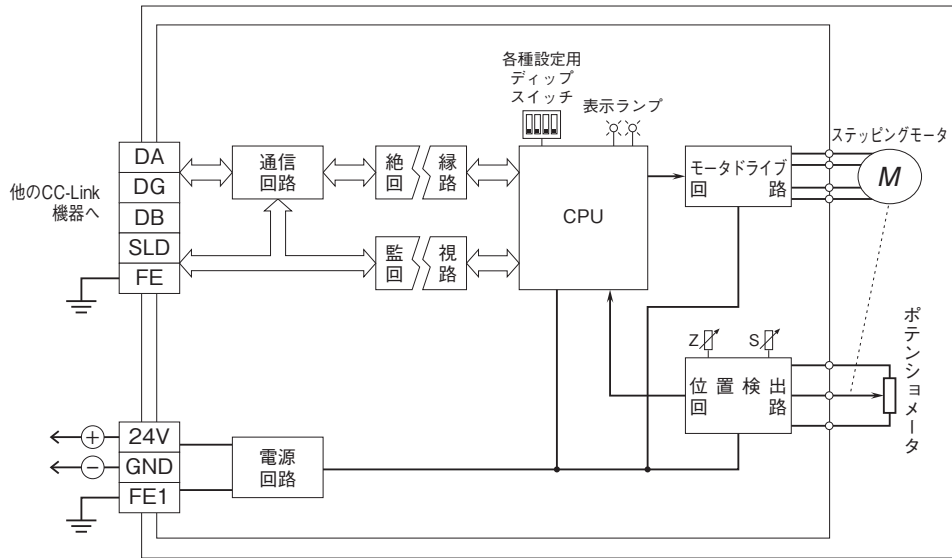 各種設定用
ディップ
スイッチ
表示ランプ
ステッピングモータ
DA
DG
DB
SLD
FE
他のCC-Link
機器へ
通信
回路
絶 縁
回 路
監 視
回 路
CPU
モータドライブ
回 路
M
Z
S
位置検出
回 路
ポテンショメータ
+
24V
−
GND
FE1
電源
回路